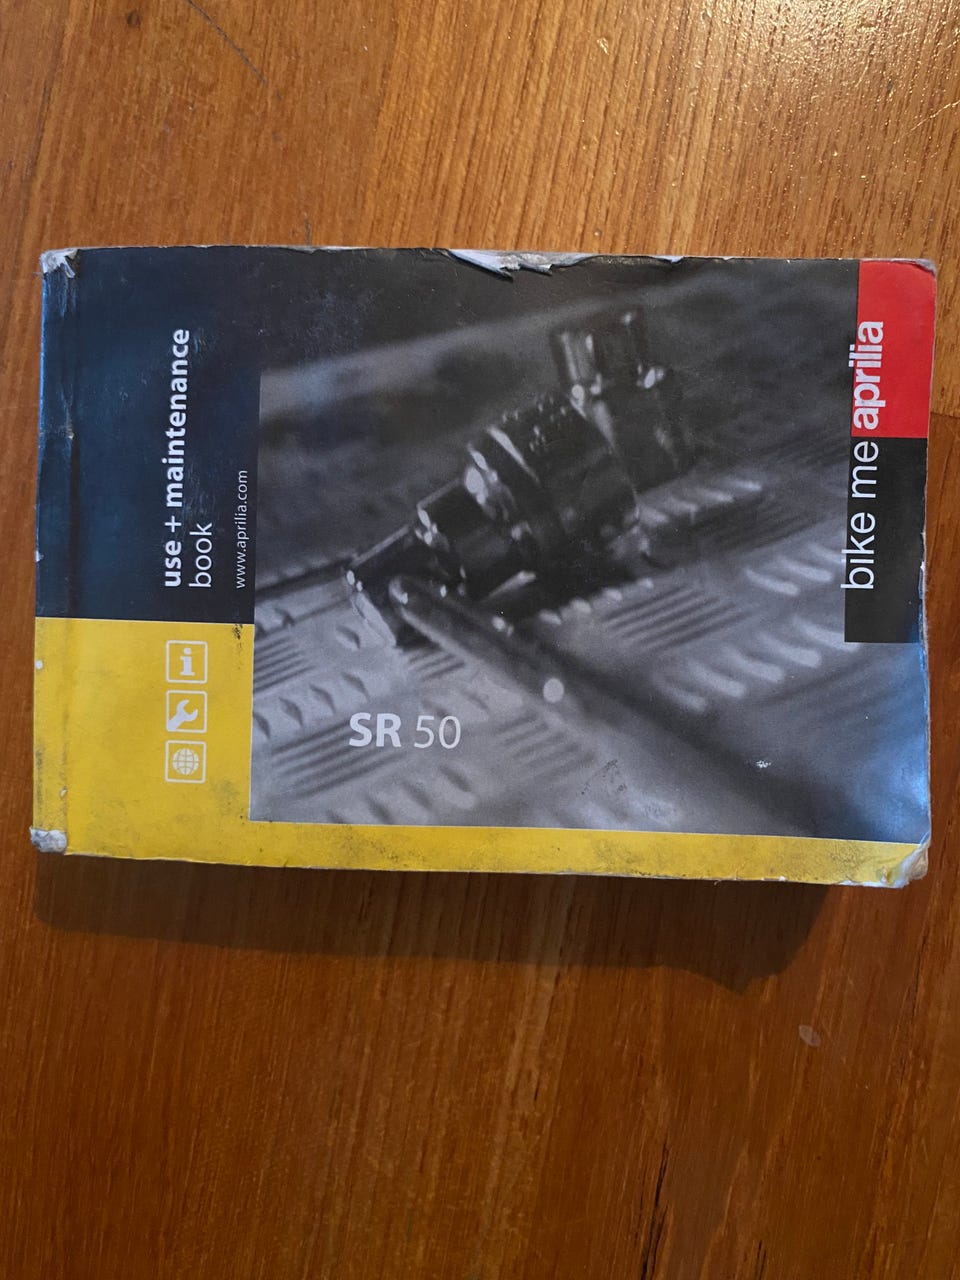 use + maintenance
book
www.aprilia.com
SR 50
bike me aprilia